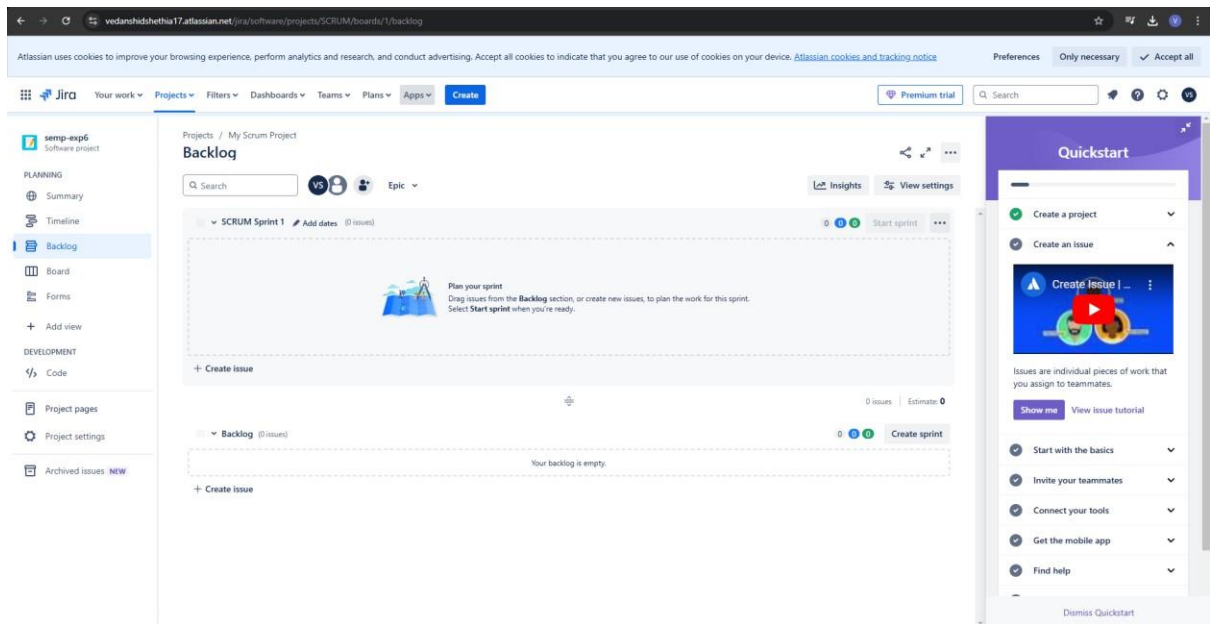 vedanshidshethia17.atlassian.net/jira/software/projects/SCRUM/boards/1/backlog
V
Atlassian uses cookies to improve your browsing experience, perform analytics and research, and conduct advertising. Accept all cookies to indicate that you agree to our use of cookies on your device. Atlassian cookies and tracking notice
Preferences Only necessary Accept all
Jira Your work Projects Filters Dashboards Teams Plans Apps Create Premium trial Search VS
semp-exp6
Software project
PLANNING
Summary
Timeline
Backlog
Board
Forms
Add view
DEVELOPMENT
Code
Project pages
Project settings
Archived issues NEW
Projects / My Scrum Project
Backlog
Search VS Epic Insights View settings
SCRUM Sprint 1 Add dates (0 issues) 0 0 0 Start sprint
Plan your sprint
Drag issues from the Backlog section, or create new issues, to plan the work for this sprint.
Select Start sprint when you're ready.
+ Create issue
0 issues Estimate: 0
Backlog (0 issues) 0 0 0 Create sprint
Your backlog is empty.
+ Create issue
Quickstart
Create a project
Create an issue
Create Issue | ...
Issues are individual pieces of work that
you assign to teammates.
Show me View issue tutorial
Start with the basics
Invite your teammates
Connect your tools
Get the mobile app
Find help
Dismiss Quickstart